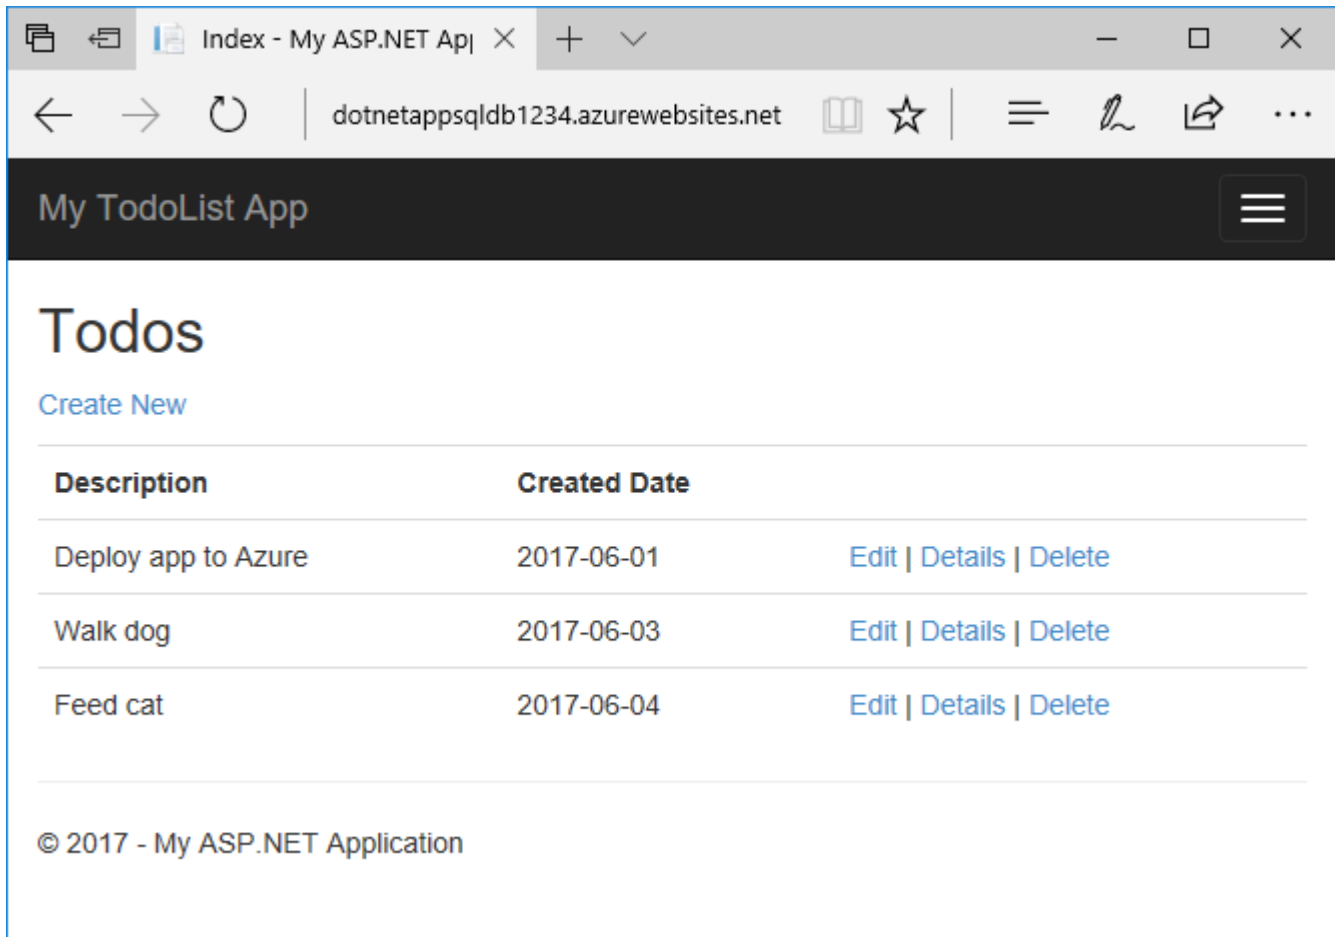 Index - My ASP.NET Ap
dotnetappsqldb1234.azurewebsites.net
My TodoList App
Todos
Create New
Description Created Date
Deploy app to Azure 2017-06-01 Edit | Details | Delete
Walk dog 2017-06-03 Edit | Details | Delete
Feed cat 2017-06-04 Edit | Details | Delete
© 2017 - My ASP.NET Application